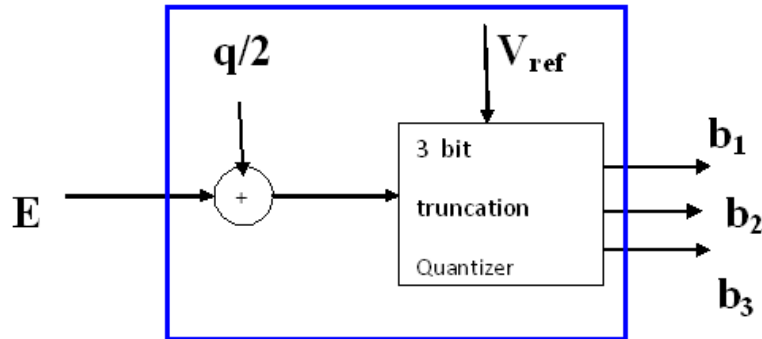 q/2
V_ref
E
+
3 bit
truncation
Quantizer
b_1
b_2
b_3